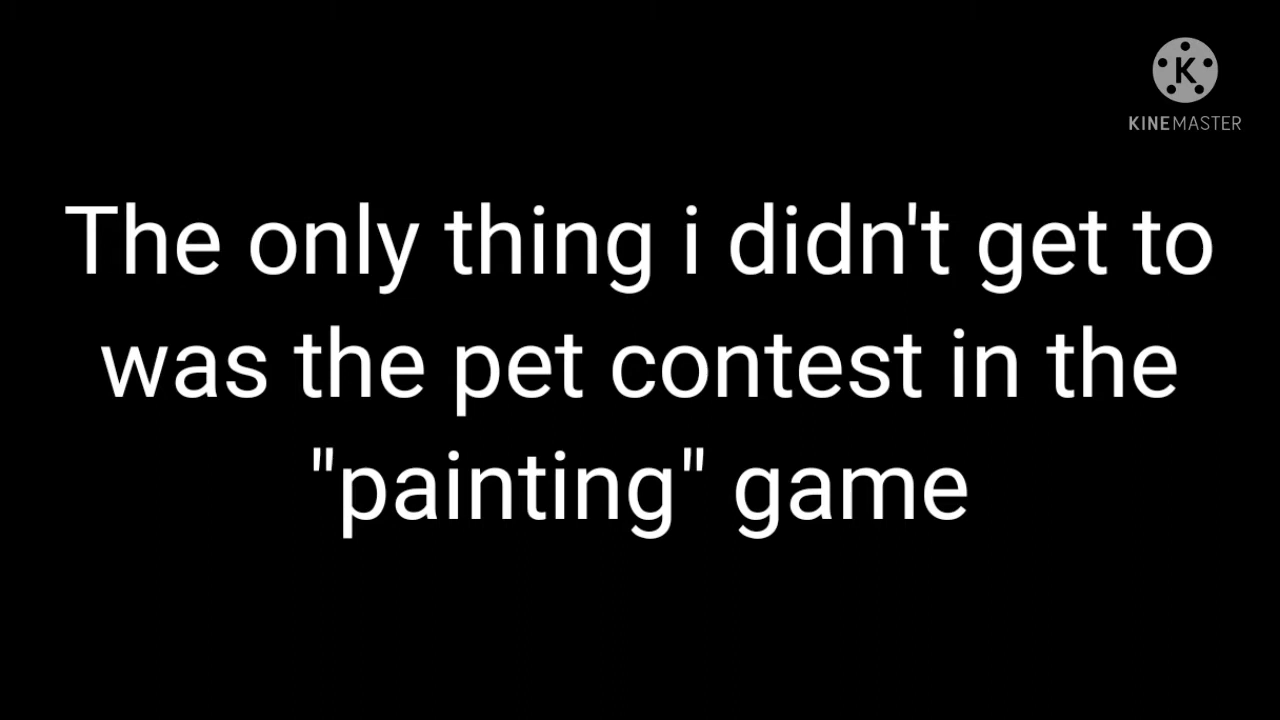 K
KINEMASTER
The only thing i didn't get to
was the pet contest in the
"painting" game